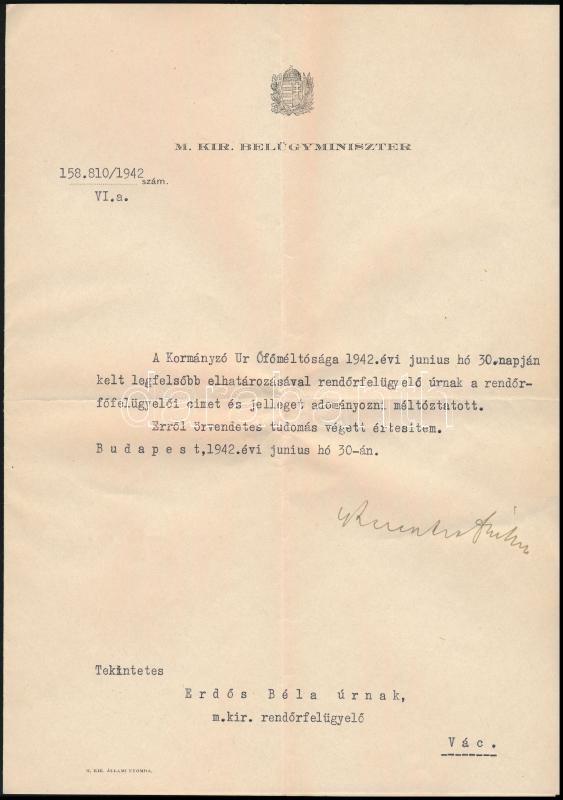 M. KIR. BELÜGYMINISZTER
158.810/1942 szám.
VI.a.
A Kormányzó Ur Őfőméltósága 1942.évi junius hó 30.napján
kelt legfelsőbb elhatározásával rendőrfelügyelő úrnak a rendőr-
főfelügyelői cimet és jelleget adományozni méltóztatott.
Erről örvendetes tudomás végett értesitem.
Budapest,1942.évi junius hó 30-án.
Tekintetes
Erdős Béla úrnak,
m.kir. rendőrfelügyelő
Vác.
M. KIR. ÁLLAMI NYOMDA.